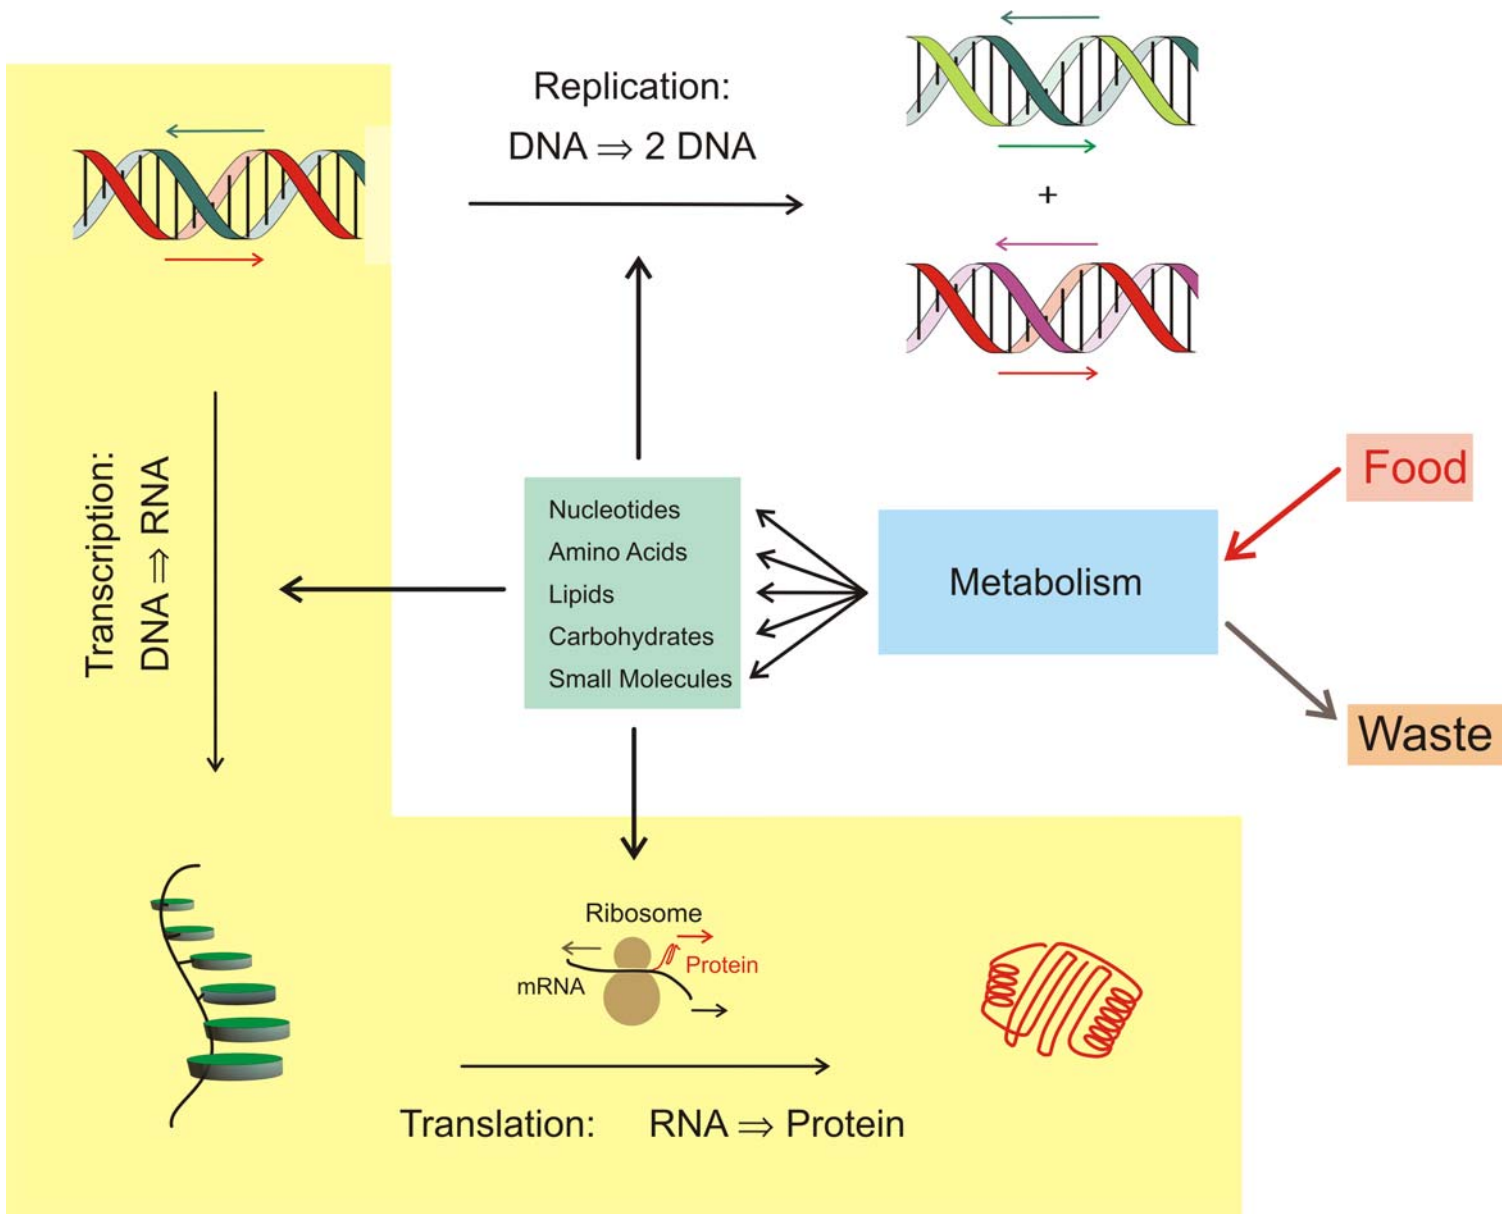 Replication:
DNA ⇒ 2 DNA
+
Transcription:
DNA ⇒ RNA
Nucleotides
Amino Acids
Lipids
Carbohydrates
Small Molecules
Metabolism
Food
Waste
Ribosome
Protein
mRNA
Translation: RNA ⇒ Protein